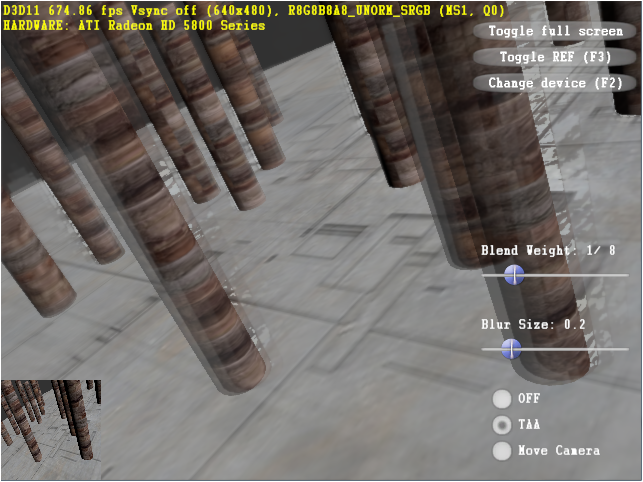 D3D11 674.86 fps Vsync off (640x480), R8G8B8A8_UNORM_SRGB (MS1, Q0)
HARDWARE: ATI Radeon HD 5800 Series
Toggle full screen
Toggle REF (F3)
Change device (F2)
Blend Weight: 1/ 8
Blur Size: 0.2
OFF
TAA
Move Camera